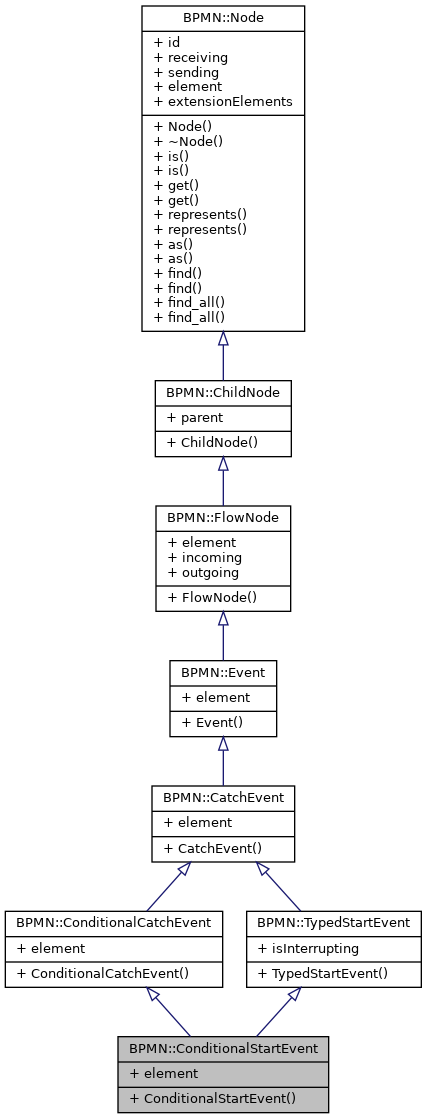 BPMN::Node
+ id
+ receiving
+ sending
+ element
+ extensionElements
+ Node()
+ ~Node()
+ is()
+ is()
+ get()
+ get()
+ represents()
+ represents()
+ as()
+ as()
+ find()
+ find()
+ find_all()
+ find_all()
BPMN::ChildNode
+ parent
+ ChildNode()
BPMN::FlowNode
+ element
+ incoming
+ outgoing
+ FlowNode()
BPMN::Event
+ element
+ Event()
BPMN::CatchEvent
+ element
+ CatchEvent()
BPMN::ConditionalCatchEvent
+ element
+ ConditionalCatchEvent()
BPMN::TypedStartEvent
+ isInterrupting
+ TypedStartEvent()
BPMN::ConditionalStartEvent
+ element
+ ConditionalStartEvent()